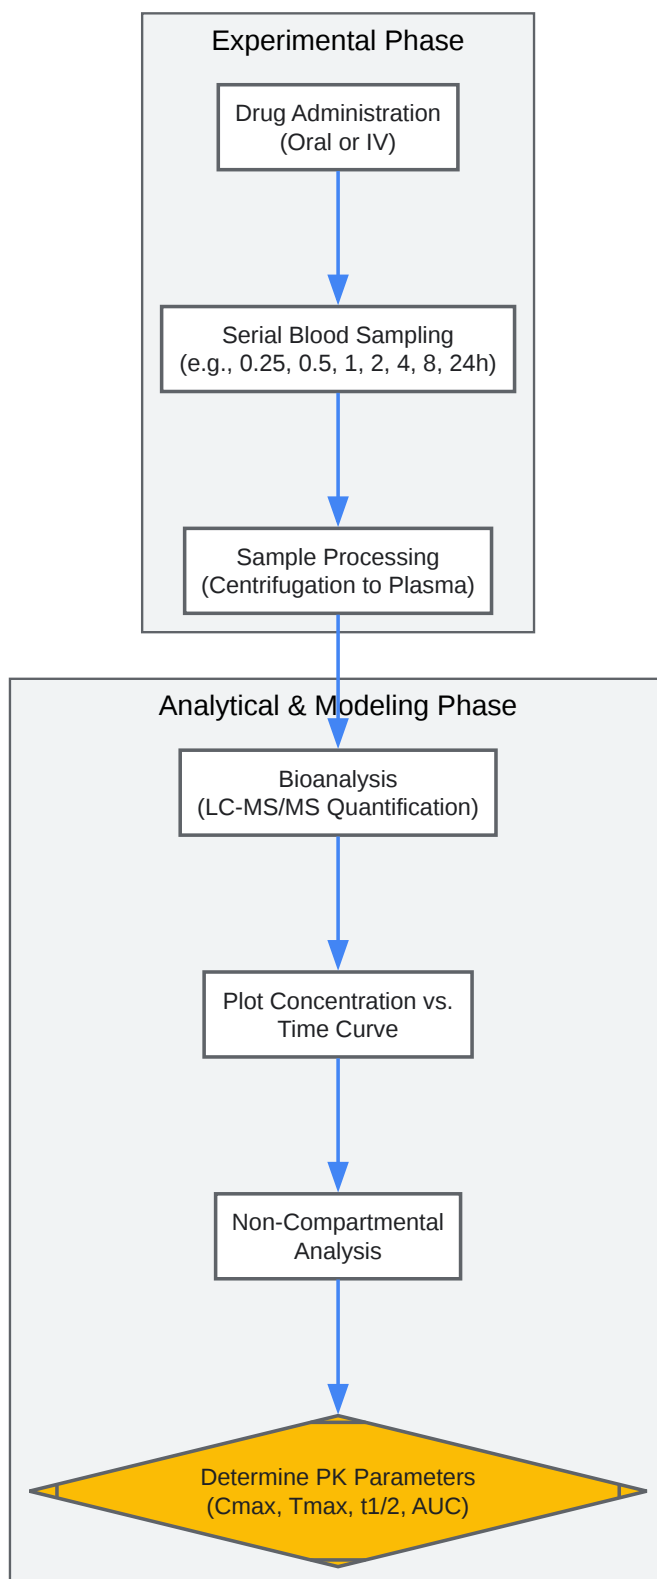 Experimental Phase
Drug Administration
(Oral or IV)
Serial Blood Sampling
(e.g., 0.25, 0.5, 1, 2, 4, 8, 24h)
Sample Processing
(Centrifugation to Plasma)
Analytical & Modeling Phase
Bioanalysis
(LC-MS/MS Quantification)
Plot Concentration vs.
Time Curve
Non-Compartmental
Analysis
Determine PK Parameters
(Cmax, Tmax, t1/2, AUC)